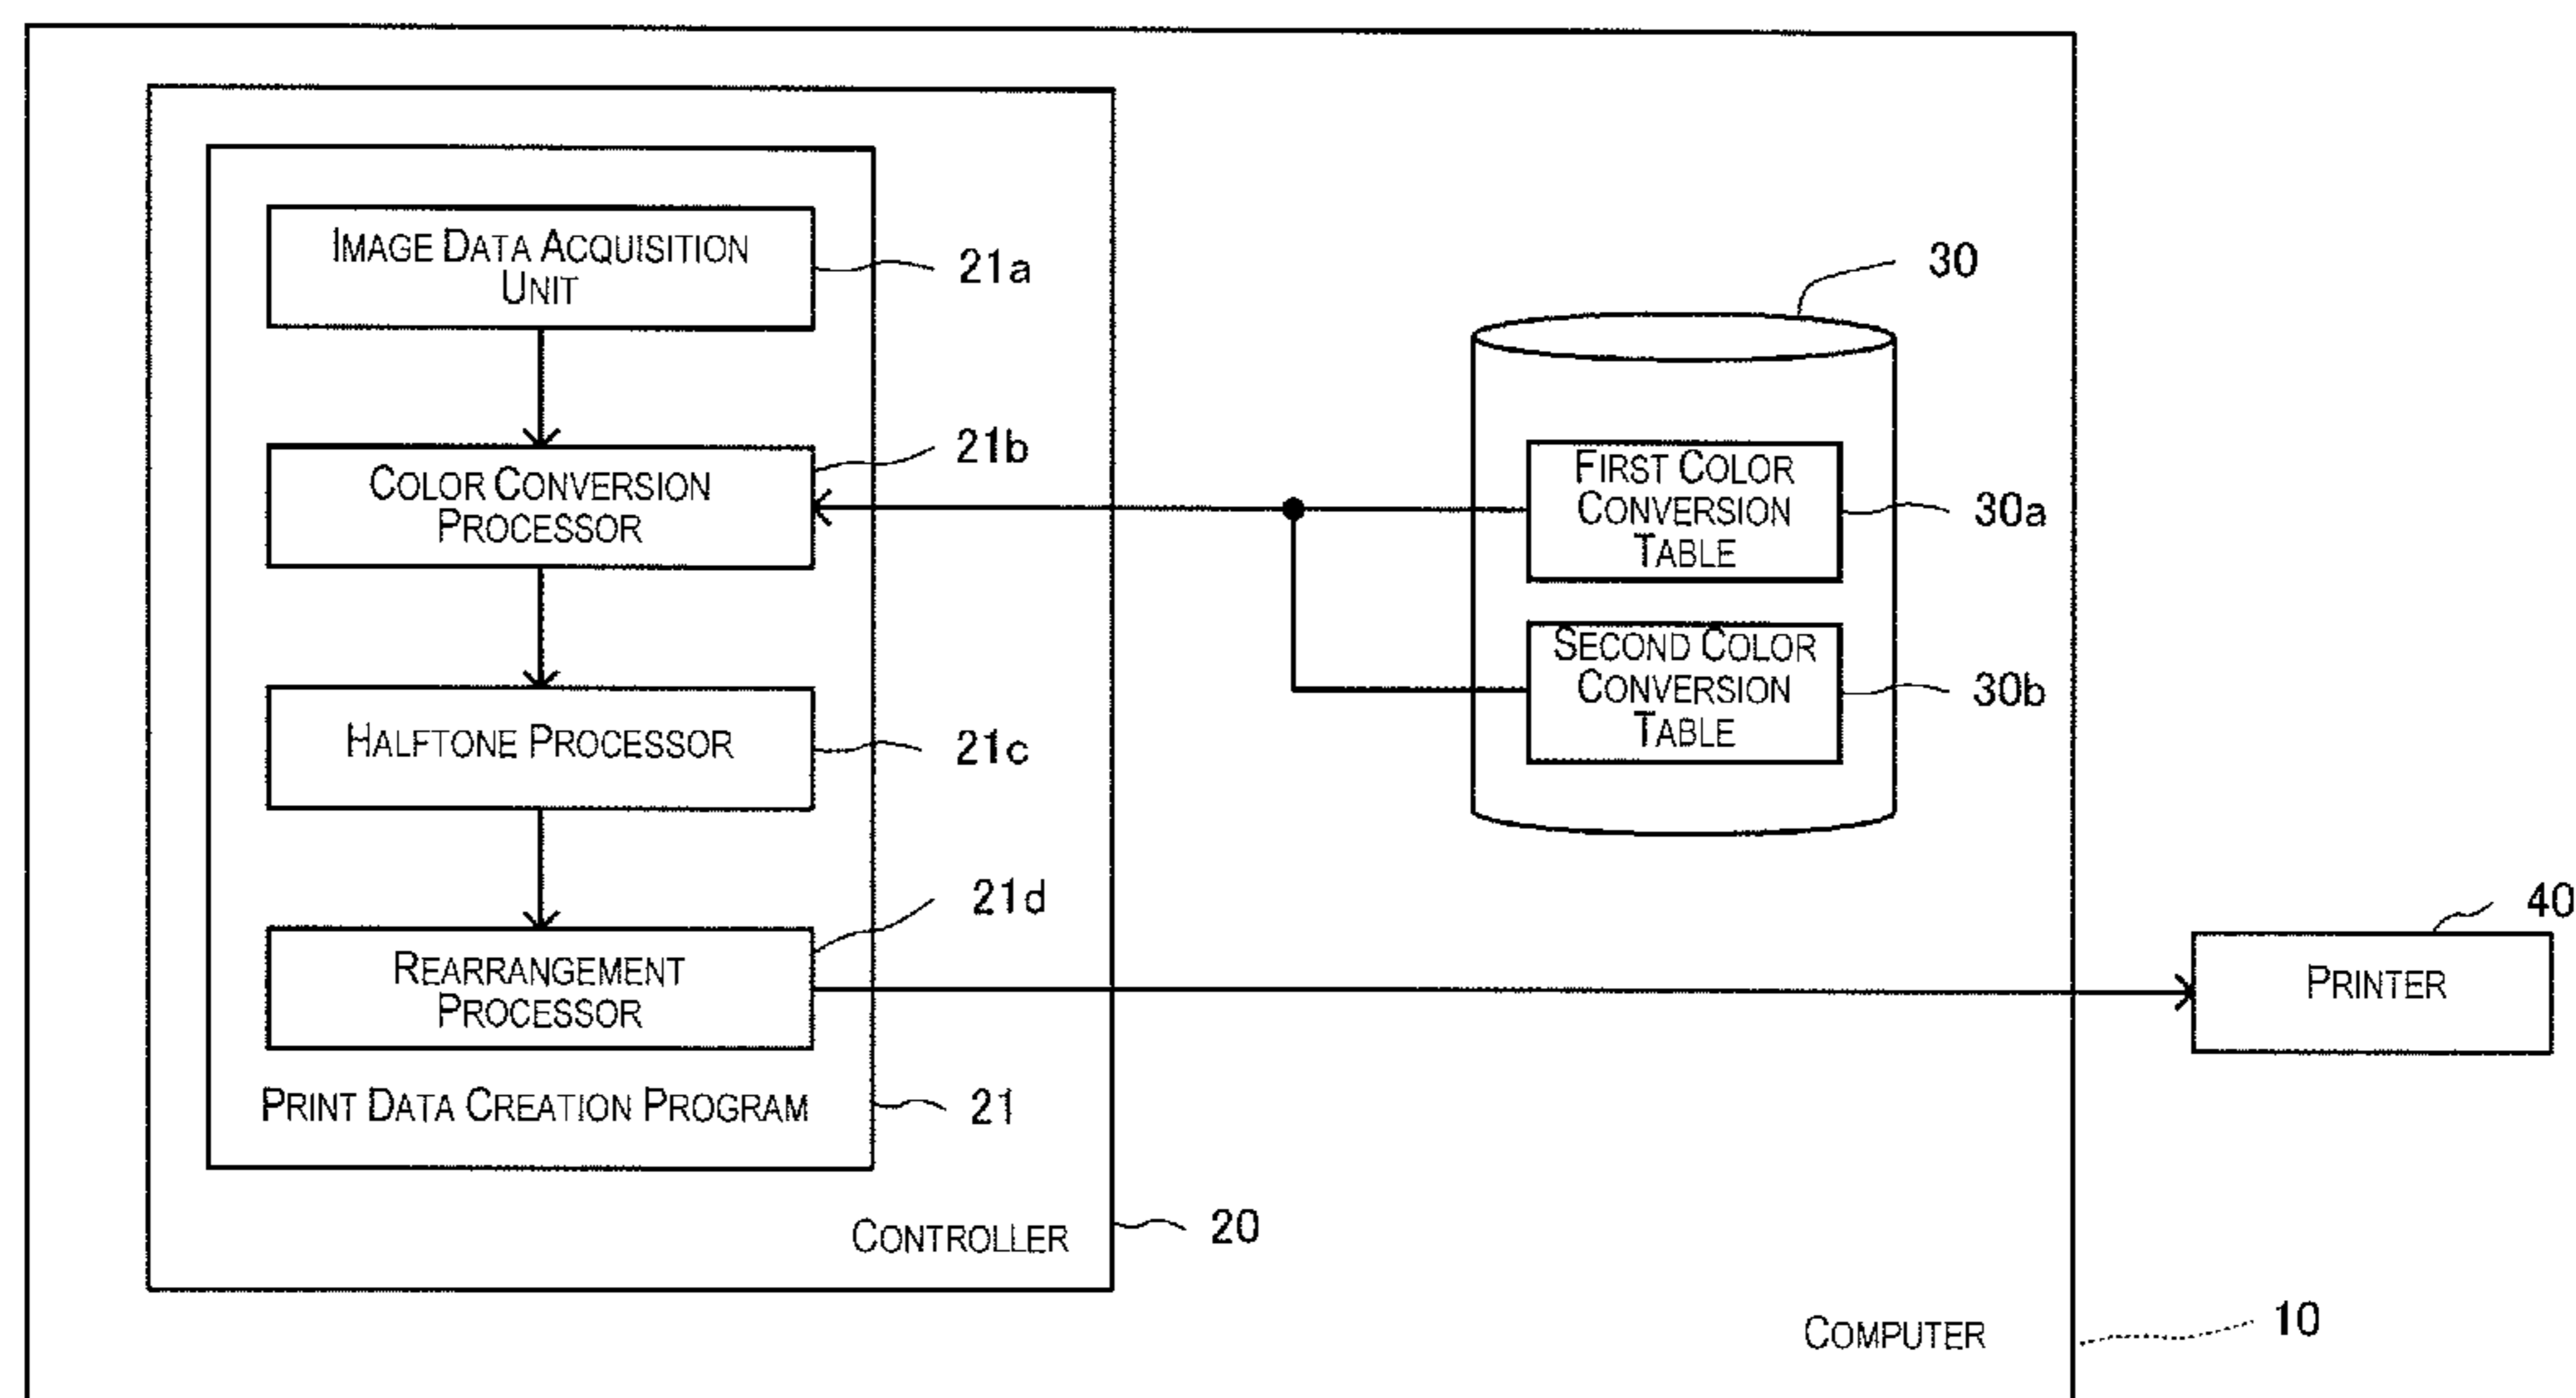 IMAGE DATA ACQUISITION
UNIT
21a
30
COLOR CONVERSION
PROCESSOR
21b
FIRST COLOR
CONVERSION
TABLE
30a
SECOND COLOR
CONVERSION
TABLE
30b
HALFTONE PROCESSOR
21c
REARRANGEMENT
PROCESSOR
21d
40
PRINTER
PRINT DATA CREATION PROGRAM
21
CONTROLLER
20
COMPUTER
10